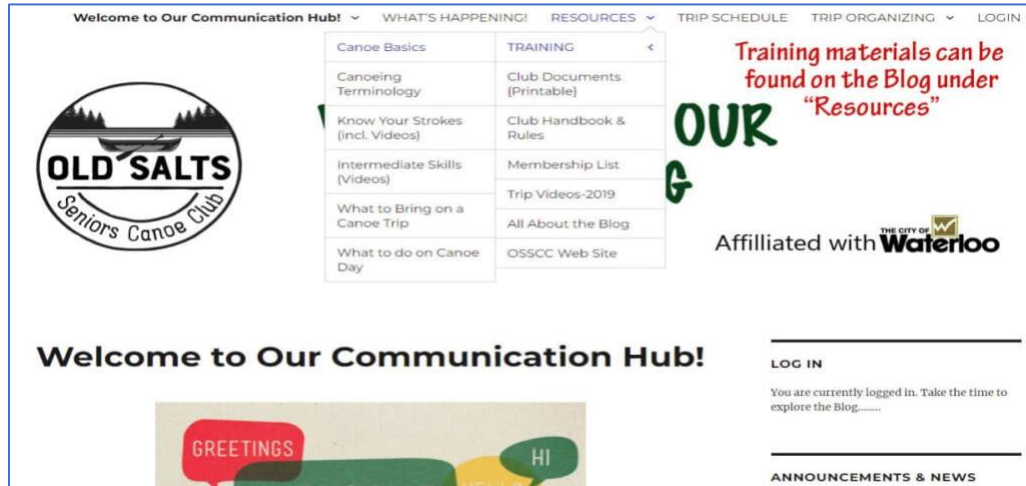 Welcome to Our Communication Hub! WHAT'S HAPPENING! RESOURCES TRIP SCHEDULE TRIP ORGANIZING LOGIN
Canoe Basics
Canoeing
Terminology
Know Your Strokes
(incl. Videos)
Intermediate Skills
(Videos)
What to Bring on a
Canoe Trip
What to do on Canoe
Day
TRAINING
Club Documents
{Printable}
Club Handbook &
Rules
Membership List
Trip Videos-2019
All About the Blog
OSSCC Web Site
Training materials can be
found on the Blog under
"Resources"
OUR
OLD SALTS
Seniors Canoe Club
Affilliated with THE CITY OF Waterloo
Welcome to Our Communication Hub!
GREETINGS
HI
LOG IN
You are currently logged in. Take the time to
explore the Blog........
ANNOUNCEMENTS & NEWS